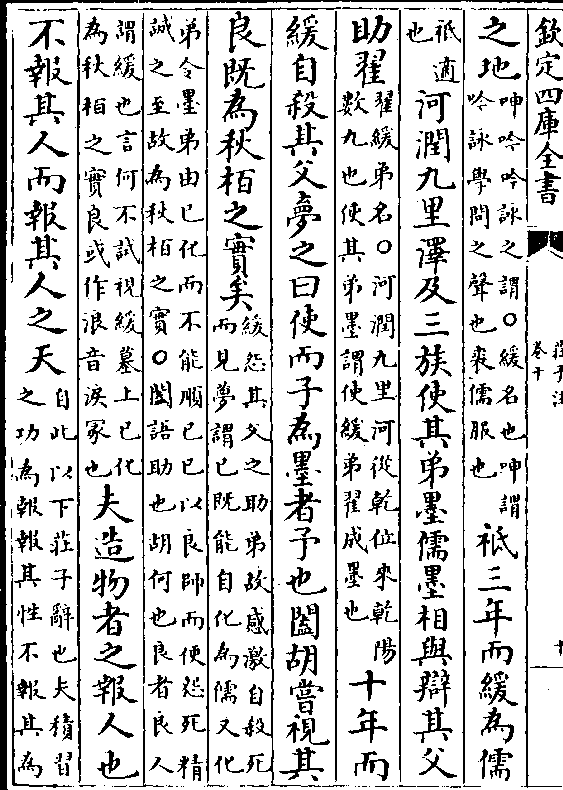 欽定四庫全書
莊子注
卷十
十
之地呻吟吟詠之謂○緩名也呻謂
吟詠學問之聲也裘儒服也祗三年而緩為儒
祗適
也河潤九里澤及三族使其弟墨儒墨相與辯其父
助翟翟緩弟名○河潤九里河從乾位來乾陽
數九也使其弟墨謂使緩弟翟成墨也十年而
緩自殺其父夢之曰使而子為墨者予也闔胡嘗視其
良既為秋栢之實矣緩怨其父之助弟故感激自殺死
而見夢謂已既能自化為儒又化
弟令墨弟由已化而不能順已已以良師而便怨死精
誠之至故為秋栢之實○闔語助也胡何也良者良人
謂緩也言何不試視緩墓上已化
為秋栢之實良或作浪音淚冢也夫造物者之報人也
不報其人而報其人之天自此以下莊子辭也夫積習
之功為報報其性不報其為